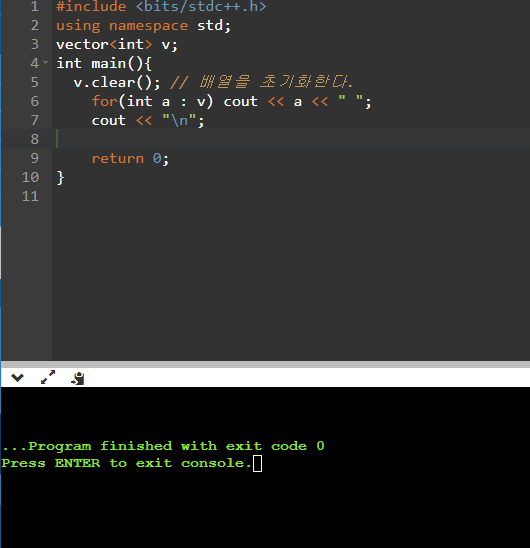 1 #include <bits/stdc++.h>
2 using namespace std;
3 vector<int> v;
4 int main(){
5 v.clear(); // 배열을 초기화한다.
6 for(int a : v) cout << a << " ";
7 cout << "\n";
8
9 return 0;
10 }
11
...Program finished with exit code 0
Press ENTER to exit console.